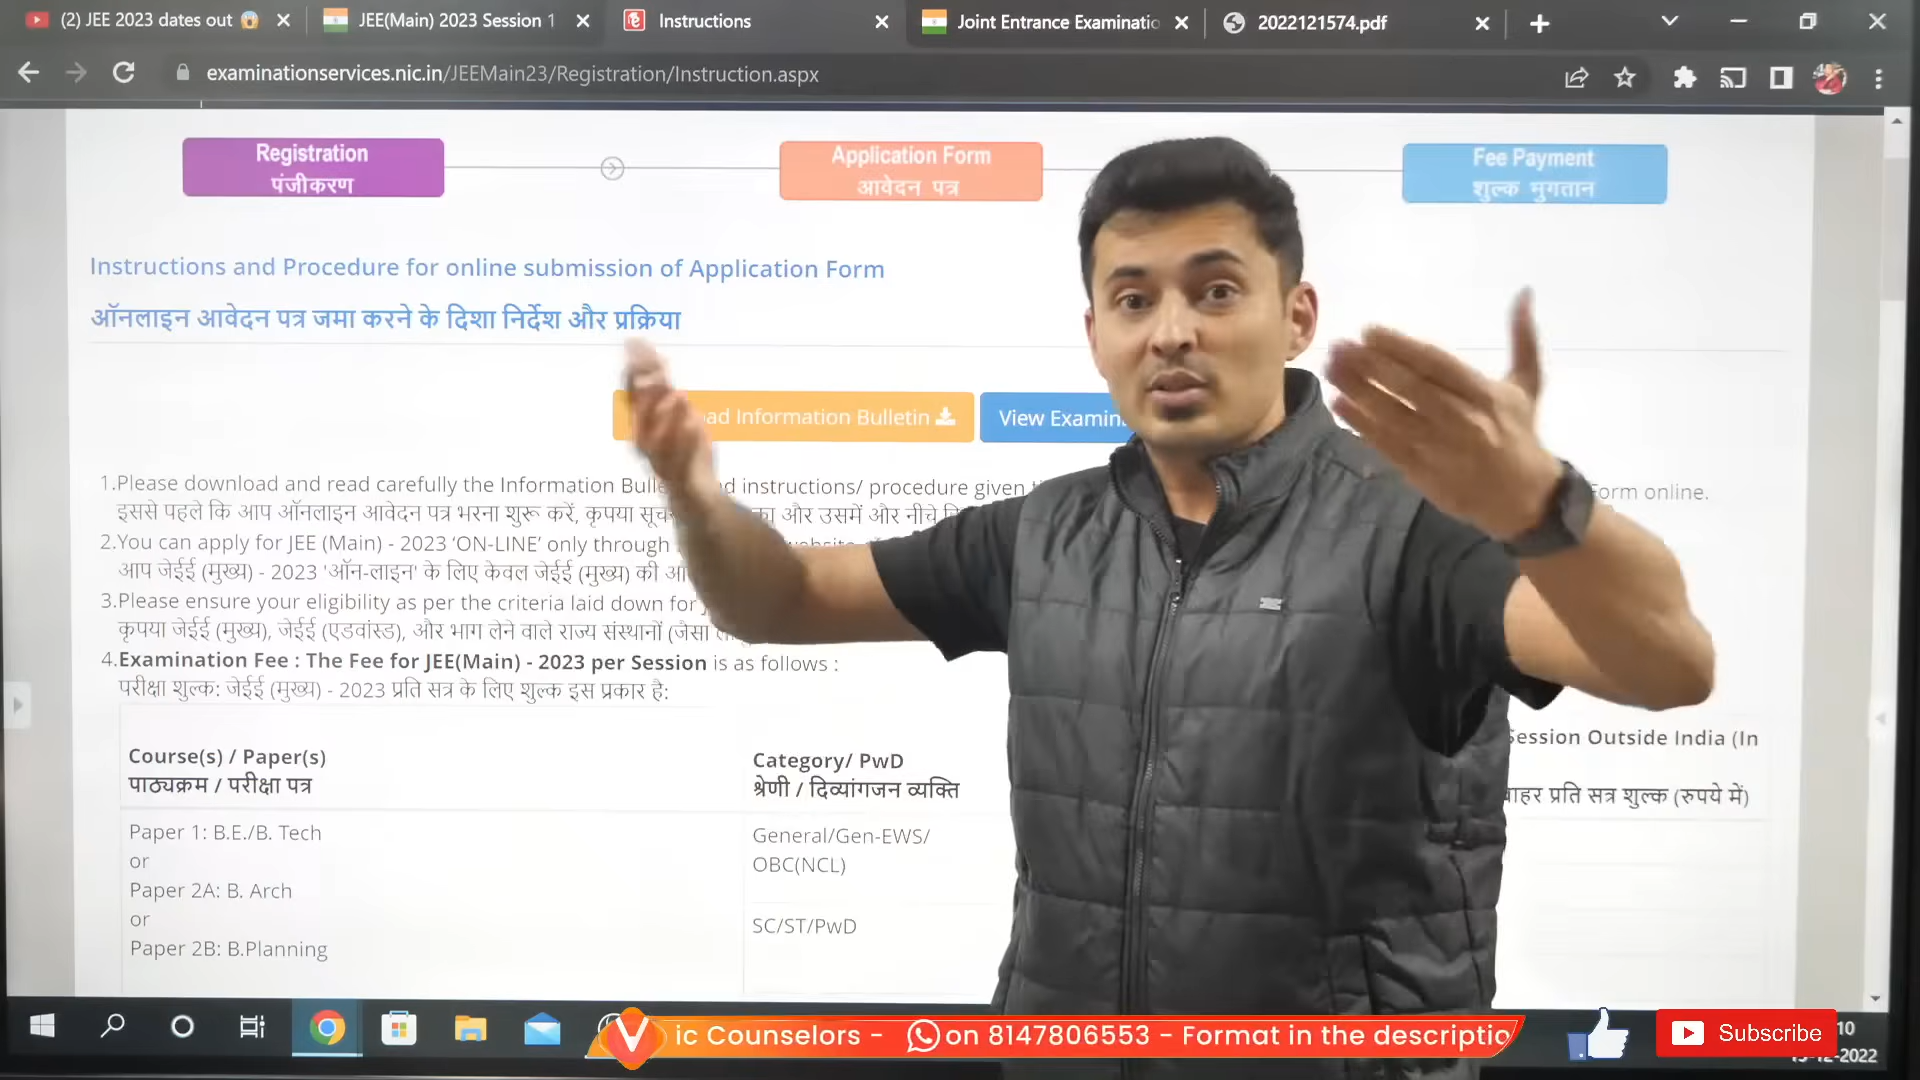 (2) JEE 2023 dates out
JEE(Main) 2023 Session 1
Instructions
Joint Entrance Examinatio
2022121574.pdf
examinationservices.nic.in/JEEMain23/Registration/Instruction.aspx
Registration
पंजीकरण
Application Form
आवेदन पत्र
Fee Payment
शुल्क भुगतान
Instructions and Procedure for online submission of Application Form
ऑनलाइन आवेदन पत्र जमा करने के दिशा निर्देश और प्रक्रिया
ad Information Bulletin
View Examin
1.Please download and read carefully the Information Bulle d instructions/ procedure given Form online.
इससे पहले कि आप ऑनलाइन आवेदन पत्र भरना शुरू करें, कृपया सूच का और उसमें और नीचे
2.You can apply for JEE (Main) - 2023 ‘ON-LINE’ only through website
आप जेईई (मुख्य) - 2023 'ऑन-लाइन' के लिए केवल जेईई (मुख्य) की आ
3.Please ensure your eligibility as per the criteria laid down for
कृपया जेईई (मुख्य), जेईई (एडवांस्ड), और भाग लेने वाले राज्य संस्थानों (जैसा
4.Examination Fee : The Fee for JEE(Main) - 2023 per Session is as follows :
परीक्षा शुल्क: जेईई (मुख्य) - 2023 प्रति सत्र के लिए शुल्क इस प्रकार है:
Course(s) / Paper(s)
पाठ्यक्रम / परीक्षा पत्र
Category/ PwD
श्रेणी / दिव्यांगजन व्यक्ति
Session Outside India (In
बाहर प्रति सत्र शुल्क (रुपये में)
Paper 1: B.E./B. Tech
or
Paper 2A: B. Arch
or
Paper 2B: B.Planning
General/Gen-EWS/
OBC(NCL)
SC/ST/PwD
V
ic Counselors - on 8147806553 - Format in the descriptio
Subscribe
10
-2022